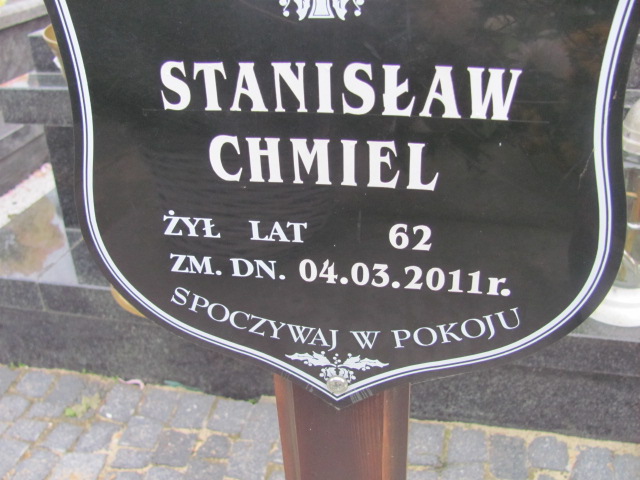 STANISŁAW
CHMIEL
ŻYŁ LAT 62
ZM. DN. 04.03.2011r.
SPOCZYWAJ W POKOJU